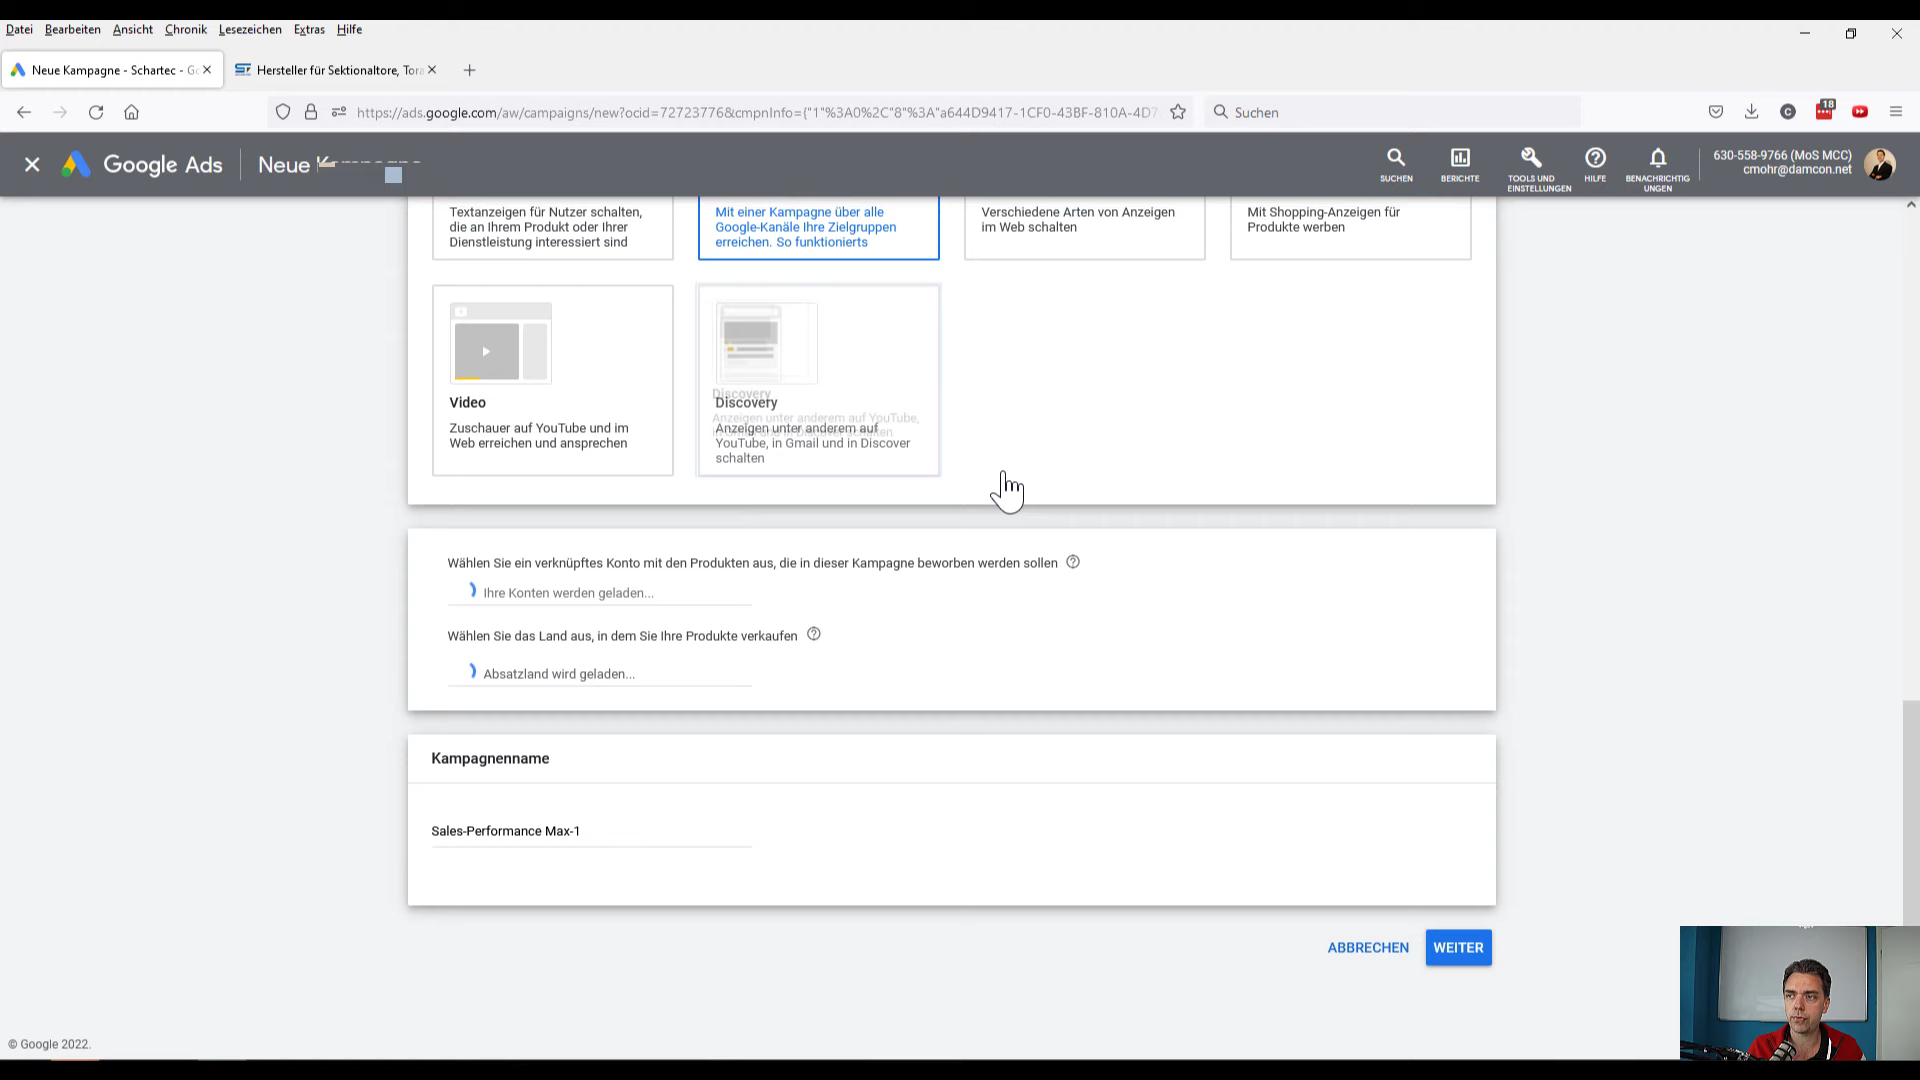 Datei Bearbeiten Ansicht Chronik Lesezeichen Extras Hilfe
Neue Kampagne - Schartec - Go
Hersteller für Sektionaltore, Tora
https://ads.google.com/aw/campaigns/new?ocid=72723776&cmpnInfo={"1"%3A0%2C"8"%3A"a644D9417-1CF0-43BF-810A-4D7
Suchen
18
Google Ads
Neue
SUCHEN
BERICHTE
TOOLS UND
EINSTELLUNGEN
HILFE
BENACHRICHTIG
UNGEN
630-558-9766 (MoS MCC)
cmohr@damcon.net
Textanzeigen für Nutzer schalten,
die an Ihrem Produkt oder Ihrer
Dienstleistung interessiert sind
Mit einer Kampagne über alle
Google-Kanäle Ihre Zielgruppen
erreichen. So funktionierts
Verschiedene Arten von Anzeigen
im Web schalten
Mit Shopping-Anzeigen für
Produkte werben
Video
Zuschauer auf YouTube und im
Web erreichen und ansprechen
Discovery
Anzeigen unter anderem auf
YouTube, in Gmail und in Discover
schalten
Wählen Sie ein verknüpftes Konto mit den Produkten aus, die in dieser Kampagne beworben werden sollen
Ihre Konten werden geladen...
Wählen Sie das Land aus, in dem Sie Ihre Produkte verkaufen
Absatzland wird geladen...
Kampagnenname
Sales-Performance Max-1
ABBRECHEN
WEITER
© Google 2022.